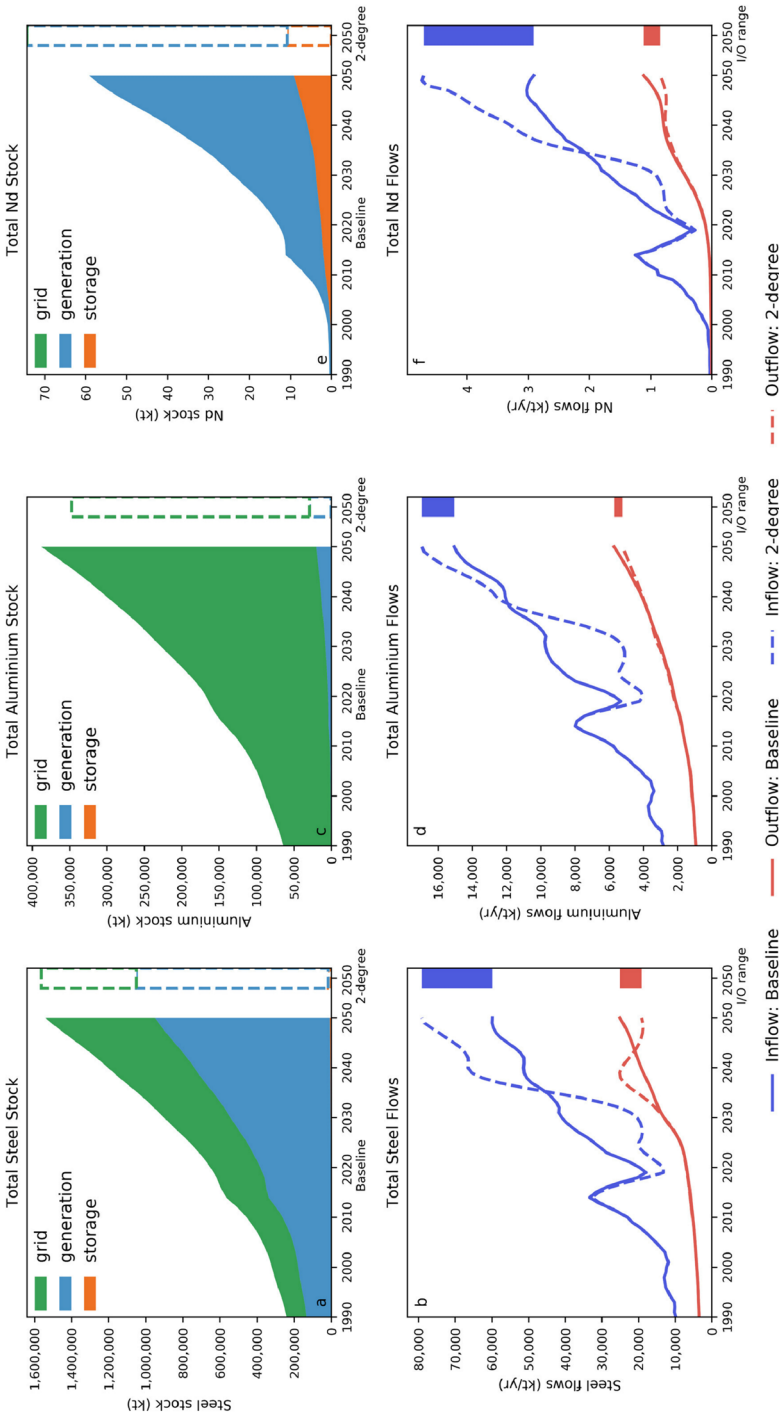 Total Steel Stock
Steel stock (kt)
1,600,000
1,400,000
1,200,000
1,000,000
800,000
600,000
400,000
200,000
grid
generation
storage
a
1990
2000
2010
2020
2030
2040
2050
2050
Baseline
2-degree
Total Aluminium Stock
Aluminium stock (kt)
400,000
350,000
300,000
250,000
200,000
150,000
100,000
50,000
grid
generation
storage
c
1990
2000
2010
2020
2030
2040
2050
2050
Baseline
2-degree
Total Nd Stock
Nd stock (kt)
70
60
50
40
30
20
10
0
grid
generation
storage
e
1990
2000
2010
2020
2030
2040
2050
2050
Baseline
2-degree
Total Steel Flows
Steel flows (kt/yr)
80,000
70,000
60,000
50,000
40,000
30,000
20,000
10,000
0
b
1990
2000
2010
2020
2030
2040
2050
2050
I/O range
Total Aluminium Flows
Aluminium flows (kt/yr)
16,000
14,000
12,000
10,000
8,000
6,000
4,000
2,000
0
d
1990
2000
2010
2020
2030
2040
2050
2050
I/O range
Total Nd Flows
Nd flows (kt/yr)
4
3
2
1
0
f
1990
2000
2010
2020
2030
2040
2050
2050
I/O range
Inflow: Baseline
Outflow: Baseline
Inflow: 2-degree
Outflow: 2-degree